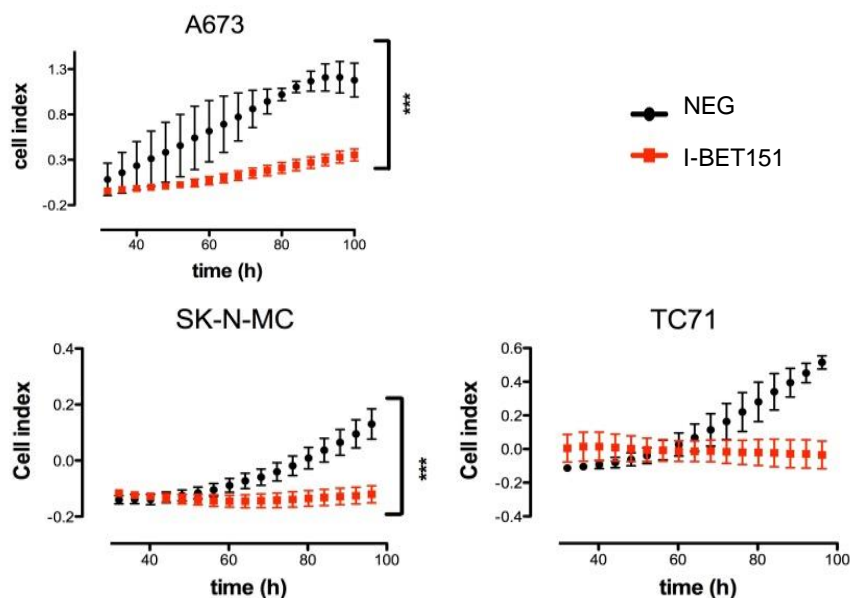 A673
cell index
1.3
0.8
0.3
-0.2
40
60
80
100
time (h)
***
NEG
I-BET151
SK-N-MC
Cell index
0.4
0.2
0.0
-0.2
40
60
80
100
time (h)
***
TC71
Cell index
0.6
0.4
0.2
0.0
-0.2
-0.4
40
60
80
100
time (h)